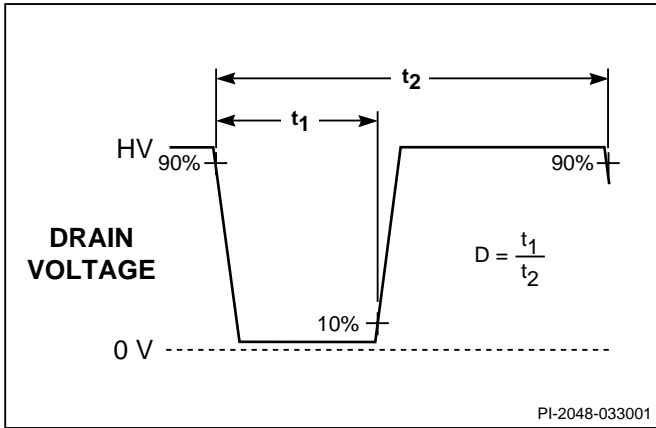 t2
t1
HV
90%
90%
DRAIN
VOLTAGE
D = t1
t2
10%
0 V
PI-2048-033001